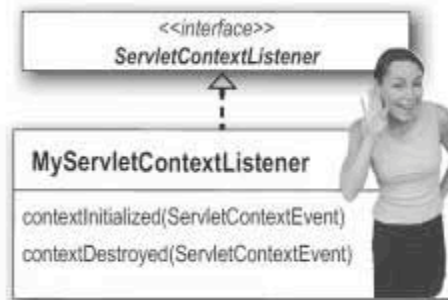 <<interface>>
ServletContextListener
MyServletContextListener
contextInitialized(ServletContextEvent)
contextDestroyed(ServletContextEvent)